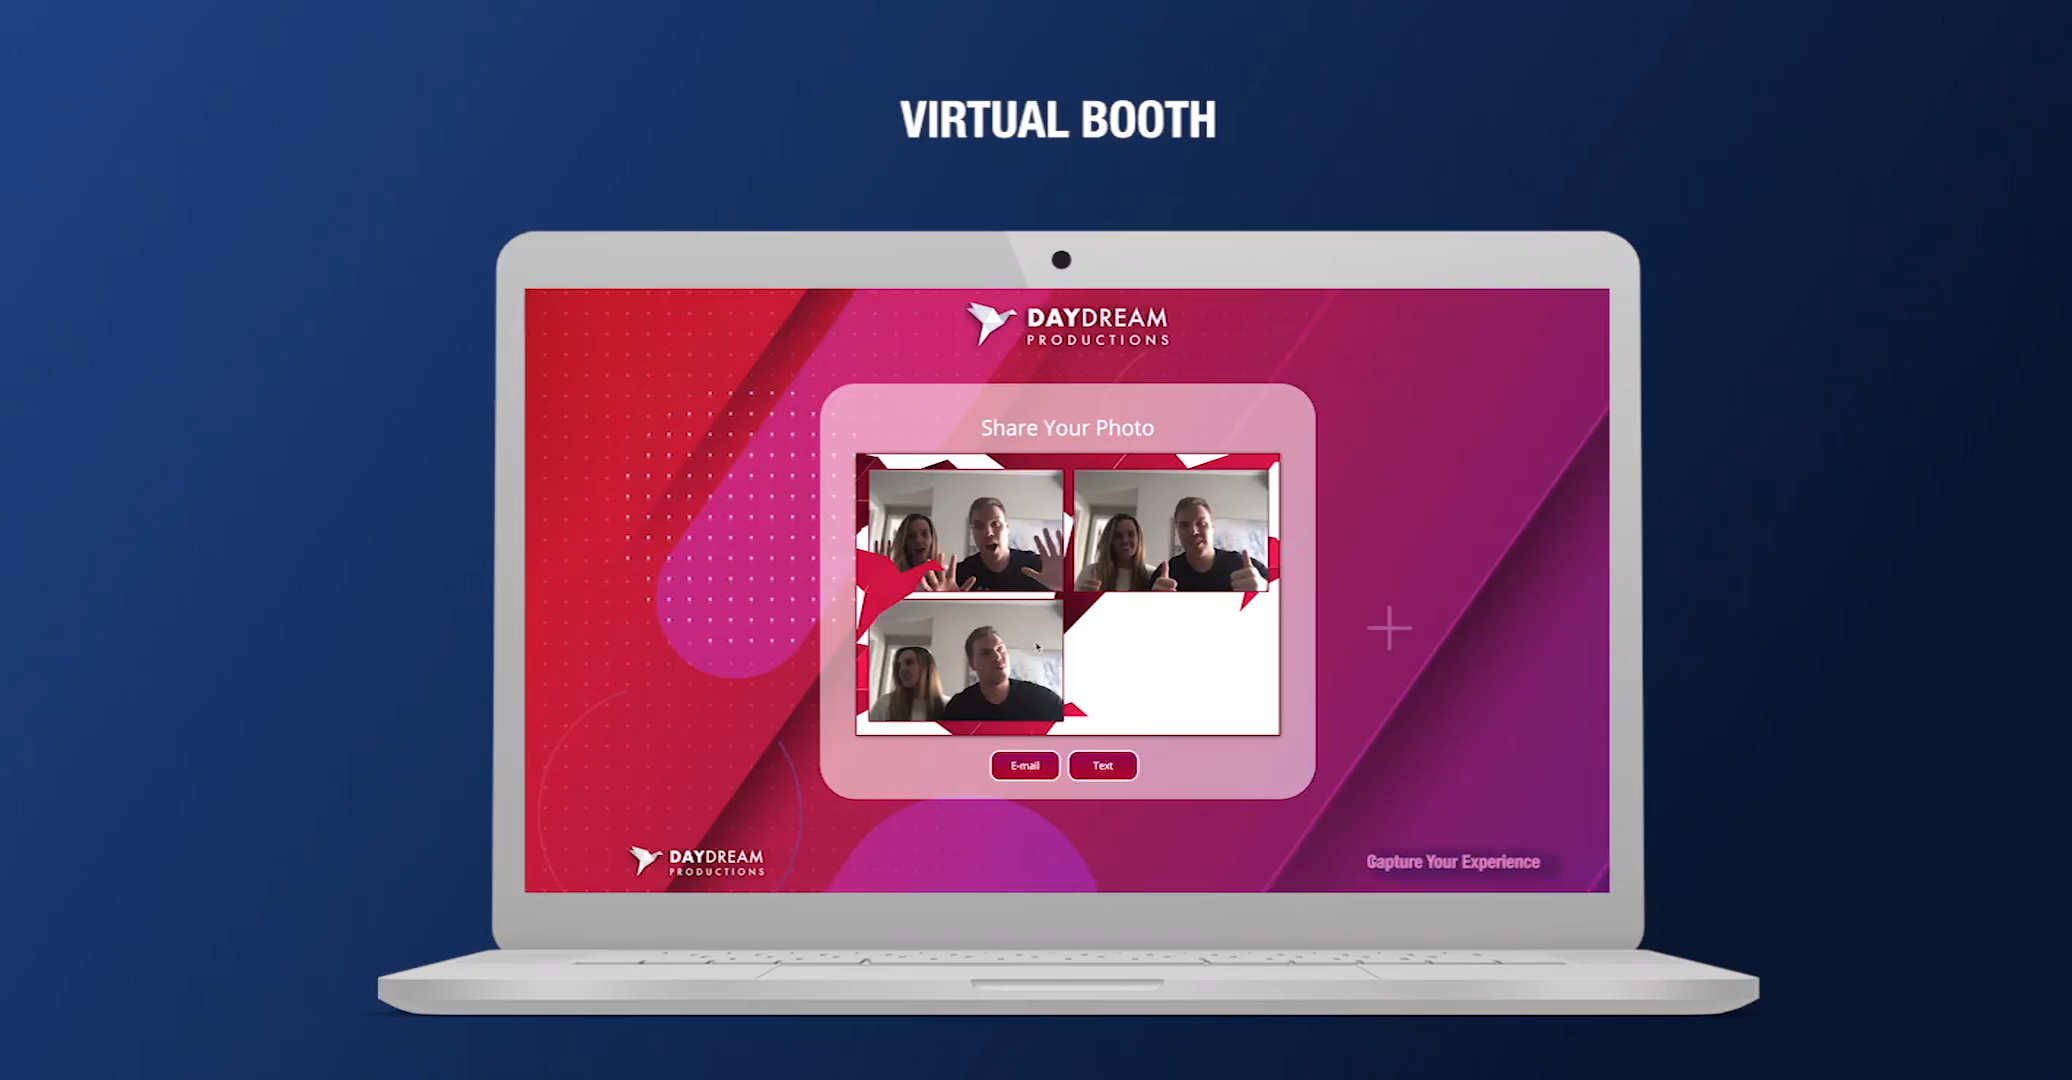 VIRTUAL BOOTH
DAYDREAM
PRODUCTIONS
Share Your Photo
E-mail
Text
DAYDREAM
PRODUCTIONS
Capture Your Experience